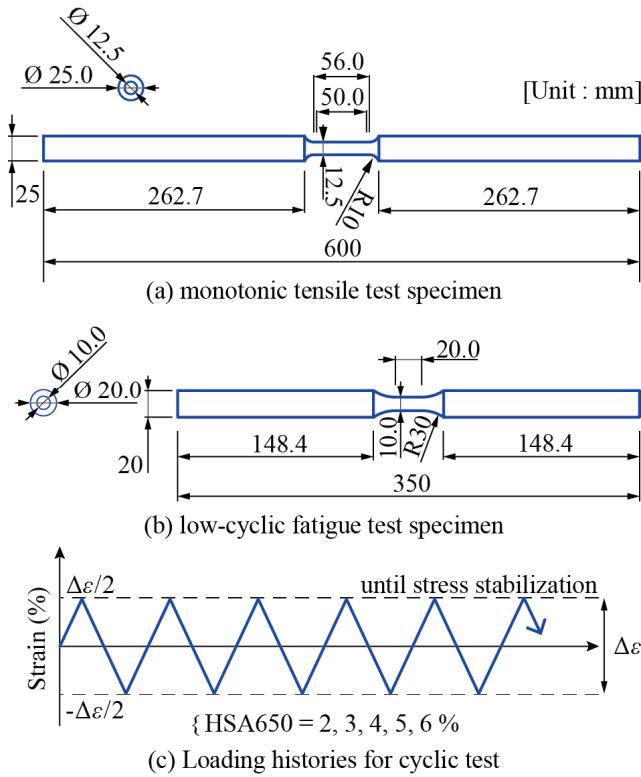 Ø 12.5
Ø 25.0
56.0
50.0
[Unit : mm]
25
12.5
R10
262.7
262.7
600
(a) monotonic tensile test specimen
Ø 10.0
Ø 20.0
20.0
20
10.0
R30
148.4
148.4
350
(b) low-cyclic fatigue test specimen
Strain (%)
Δε/2
until stress stabilization
Δε
-Δε/2
{ HSA650 = 2, 3, 4, 5, 6 %
(c) Loading histories for cyclic test